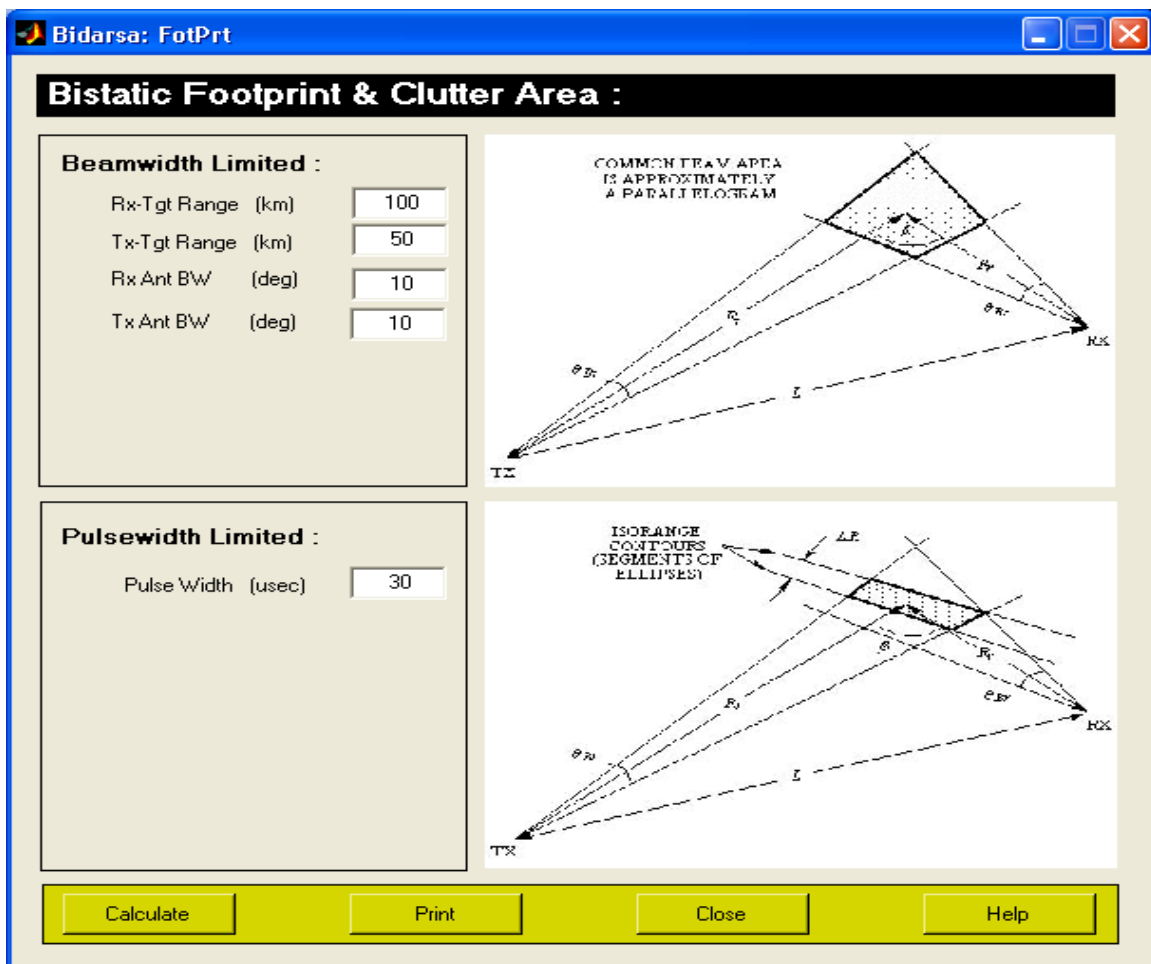 Bidarsa: FotPrt
Bistatic Footprint & Clutter Area :
Beamwidth Limited :
Rx-Tgt Range (km) 100
Tx-Tgt Range (km) 50
Rx Ant BW (deg) 10
Tx Ant BW (deg) 10
COMMON BEAM AREA
IS APPROXIMATELY
A PARALLELOGRAM
β
L
RX
TX
Pulsewidth Limited :
Pulse Width (usec) 30
ISORANGE
CONTOURS
(SEGMENTS OF
ELLIPSES)
β
L
RX
TX
Calculate
Print
Close
Help